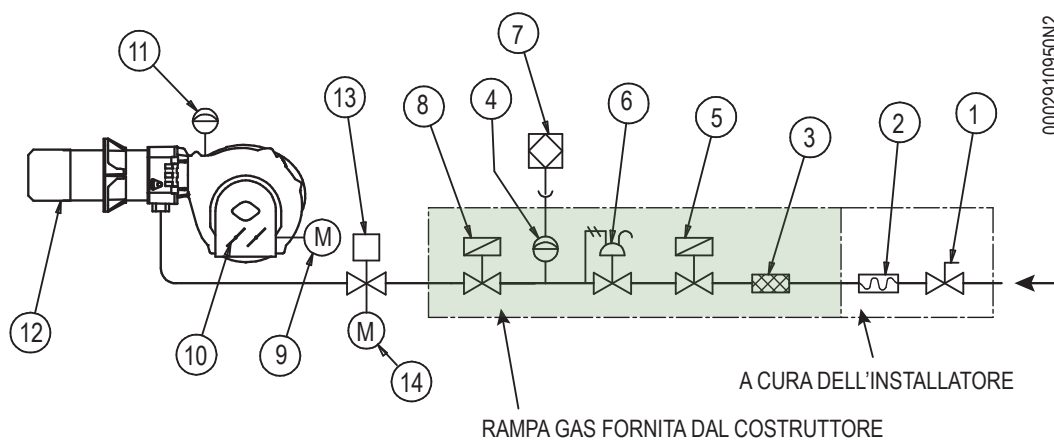 11
13
7
8
4
6
5
3
2
1
0002910950N2
M
12
10
9
M
14
A CURA DELL'INSTALLATORE
RAMPA GAS FORNITA DAL COSTRUTTORE